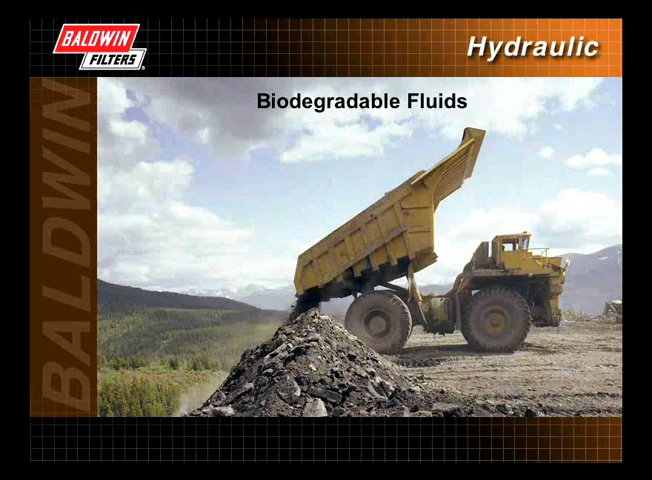 BALDWIN
FILTERS
Hydraulic
Biodegradable Fluids
BALDWIN